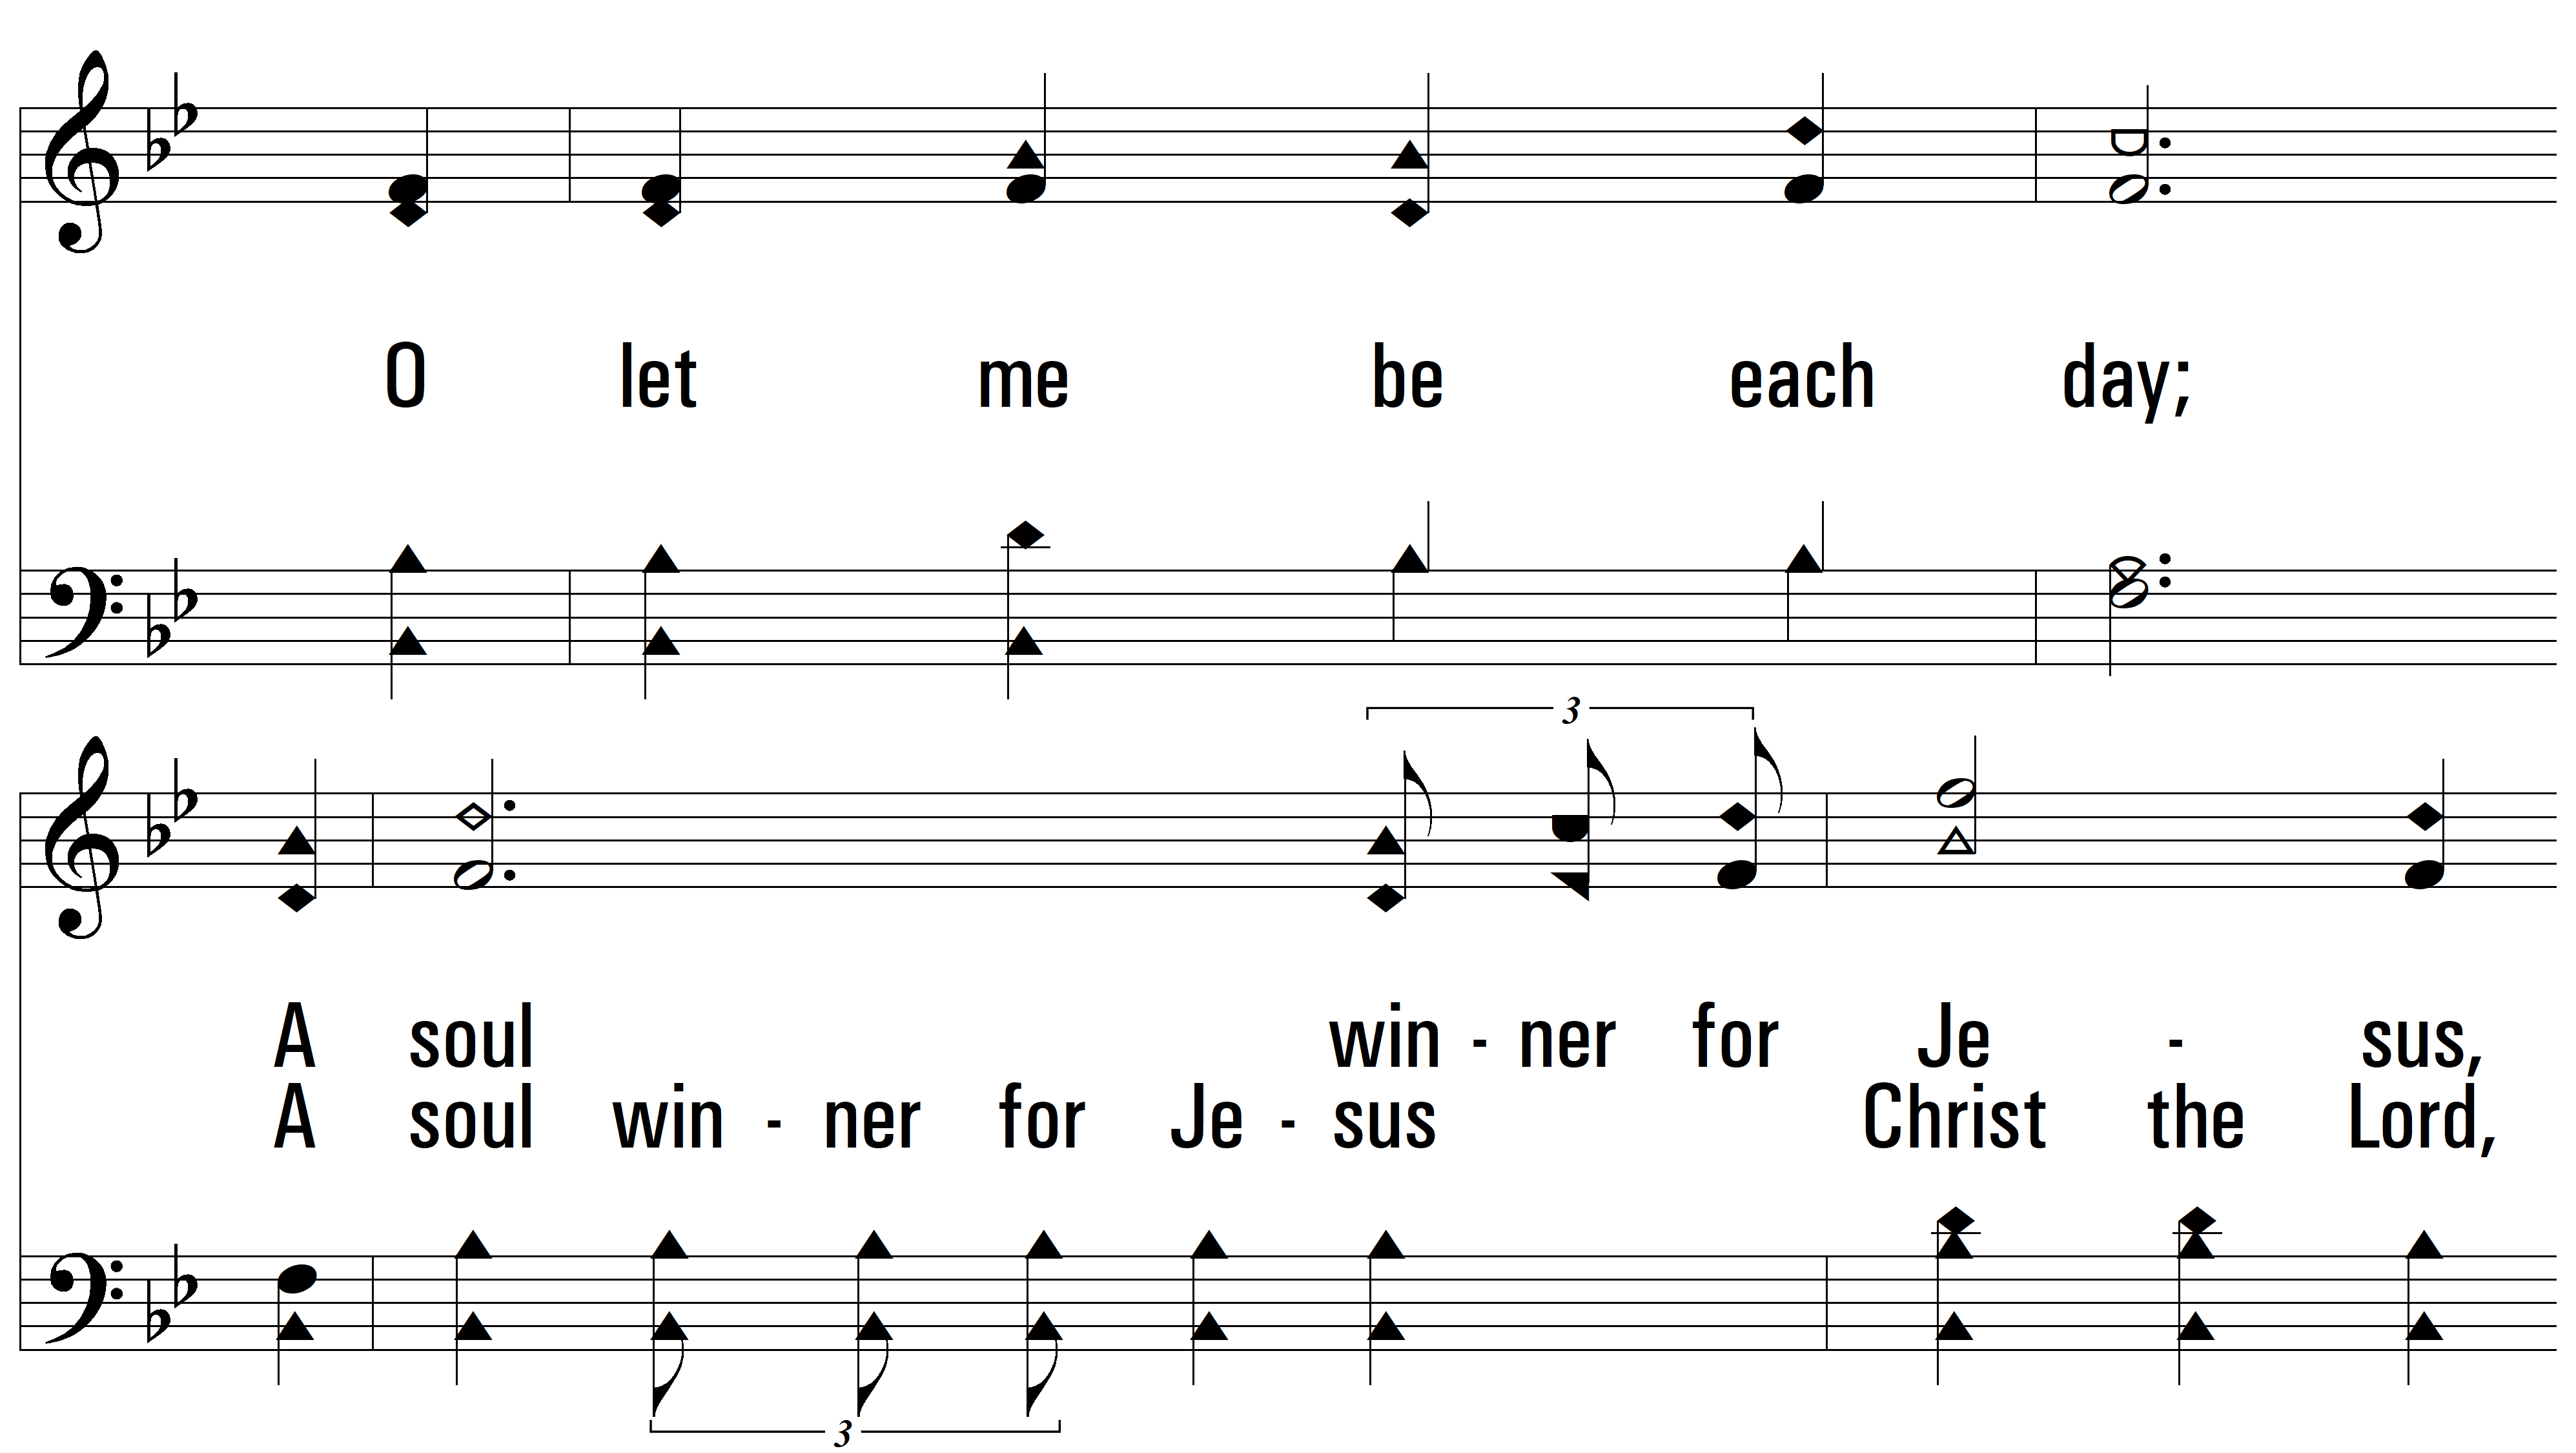 O let me be each day;
3
A soul win - ner for Je - sus,
A soul win - ner for Je - sus Christ the Lord,
3